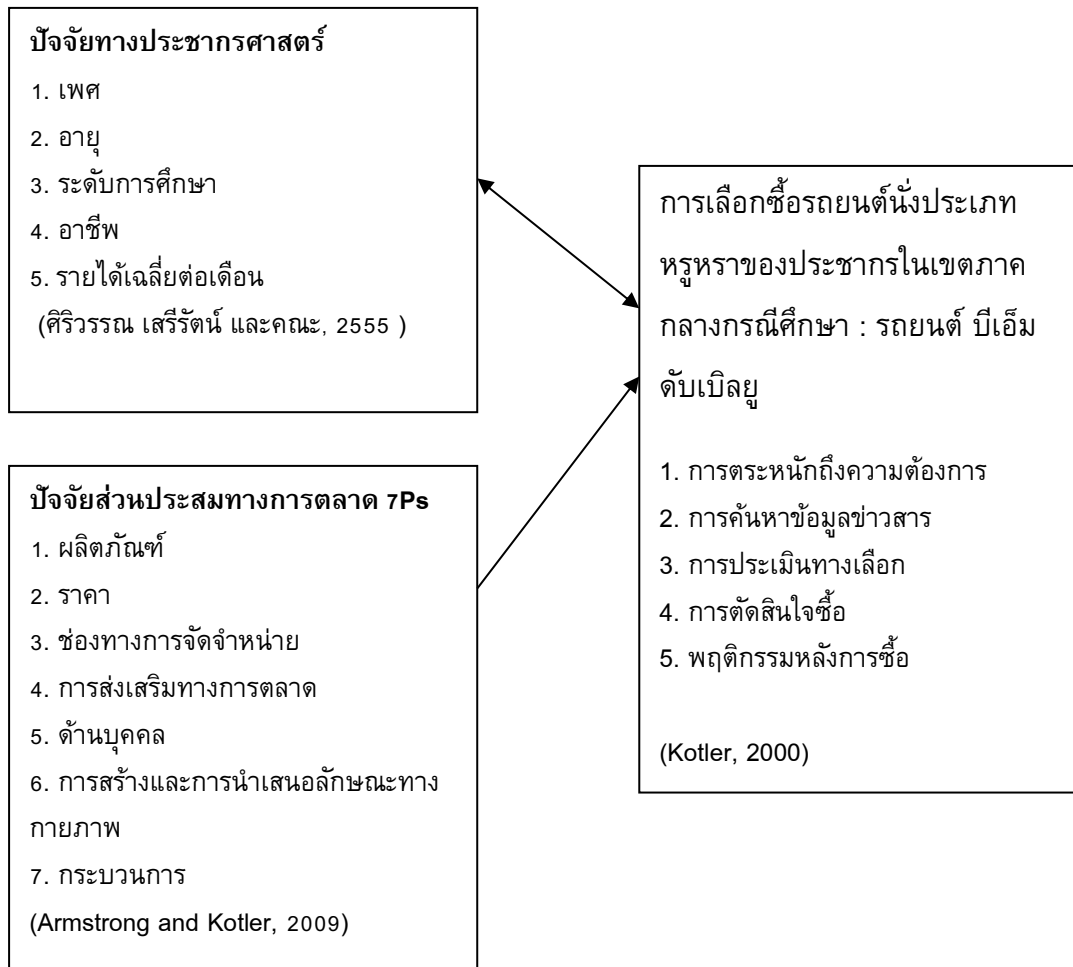 ปัจจัยทางประชากรศาสตร์
1. เพศ
2. อายุ
3. ระดับการศึกษา
4. อาชีพ
5. รายได้เฉลี่ยต่อเดือน
(ศิริวรรณ เสรีรัตน์ และคณะ, 2555 )
ปัจจัยส่วนประสมทางการตลาด 7Ps
1. ผลิตภัณฑ์
2. ราคา
3. ช่องทางการจัดจำหน่าย
4. การส่งเสริมทางการตลาด
5. ด้านบุคคล
6. การสร้างและการนำเสนอลักษณะทาง
กายภาพ
7. กระบวนการ
(Armstrong and Kotler, 2009)
การเลือกซื้อรถยนต์นั่งประเภท
หรูหราของประชากรในเขตภาค
กลางกรณีศึกษา : รถยนต์ บีเอ็ม
ดับเบิลยู
1. การตระหนักถึงความต้องการ
2. การค้นหาข้อมูลข่าวสาร
3. การประเมินทางเลือก
4. การตัดสินใจซื้อ
5. พฤติกรรมหลังการซื้อ
(Kotler, 2000)